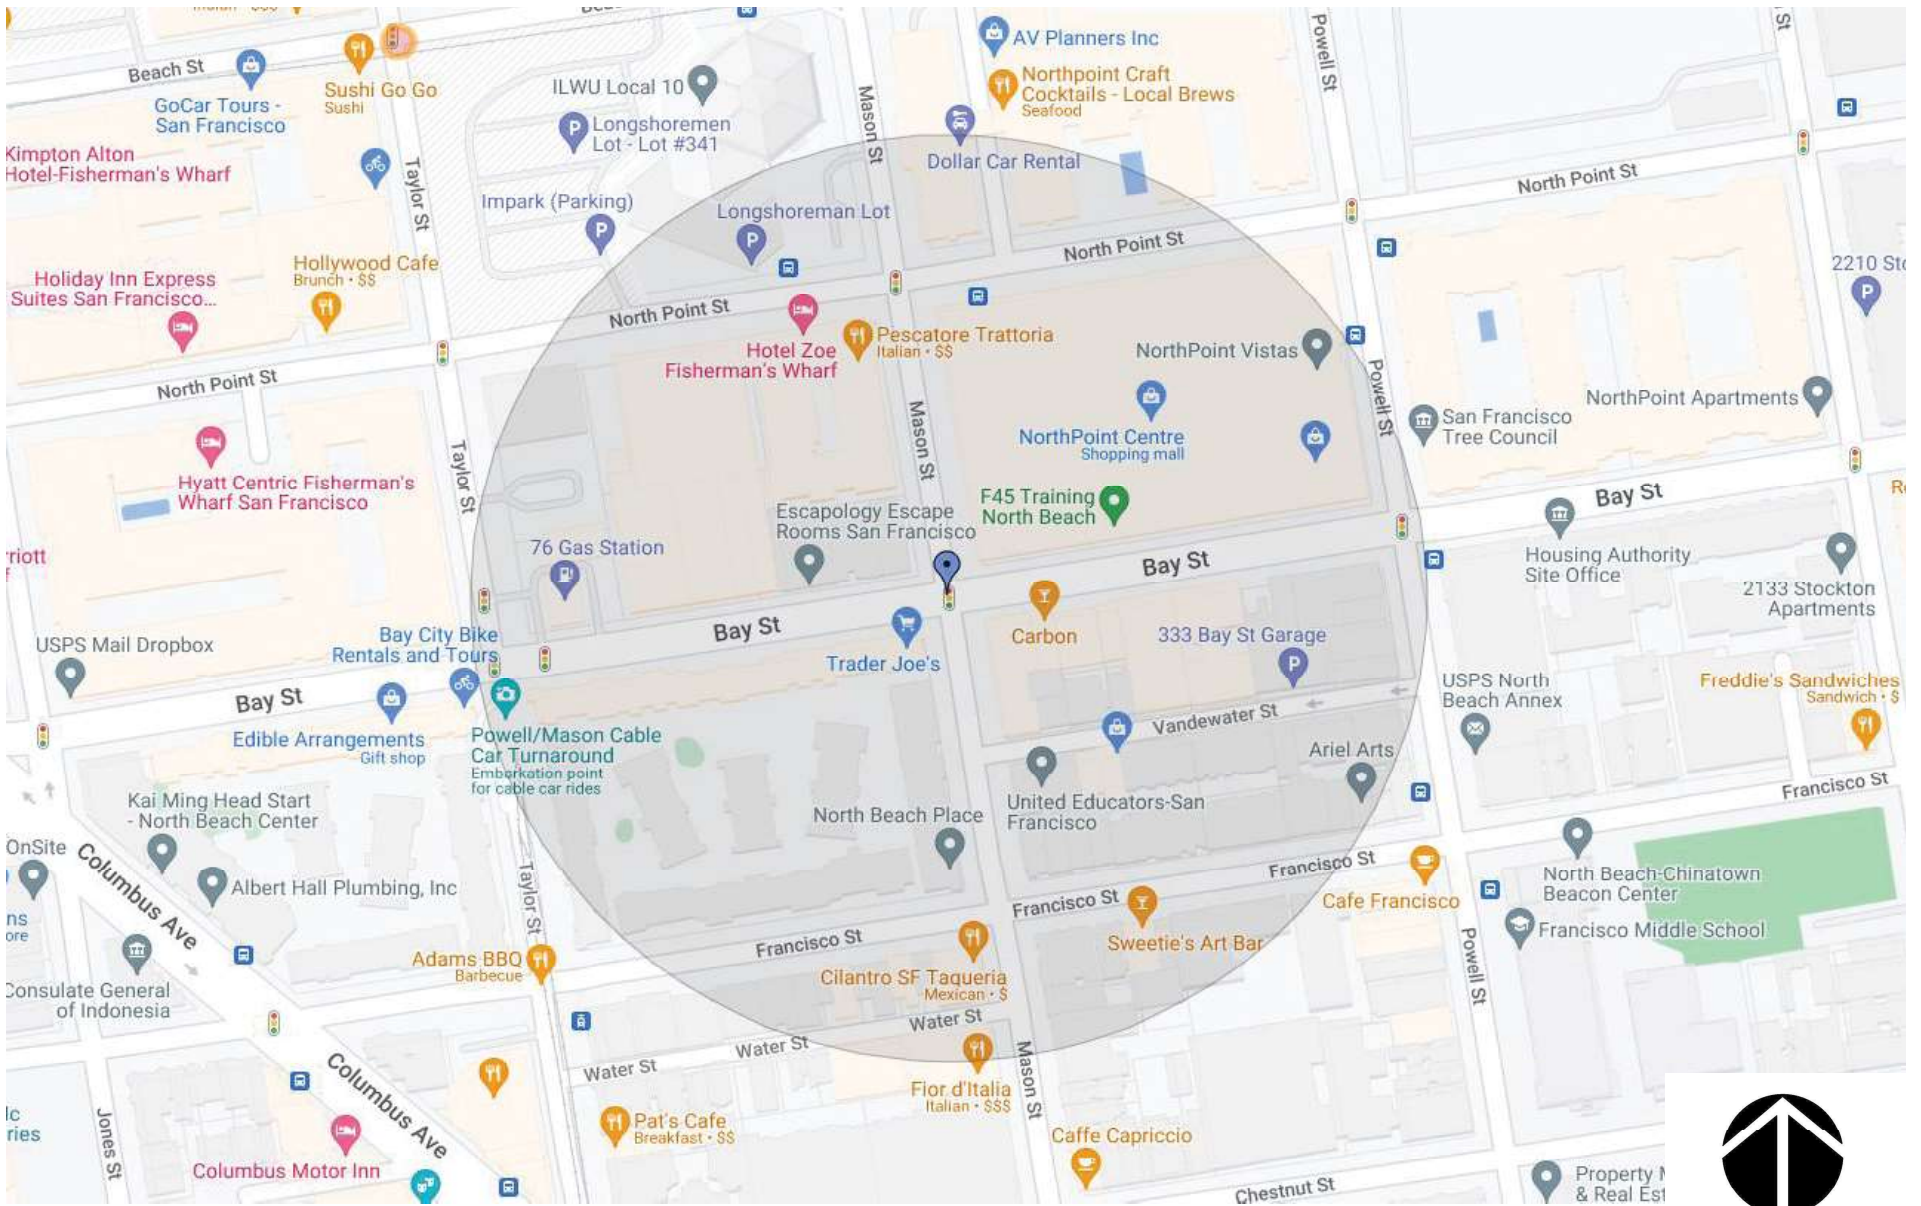 Beach St
GoCar Tours -
San Francisco
Sushi Go Go
Sushi
ILWU Local 10
Longshoremen
Lot - Lot #341
Mason St
AV Planners Inc
Northpoint Craft
Cocktails - Local Brews
Seafood
Powell St
St
Kimpton Alton
Hotel-Fisherman's Wharf
Taylor St
Dollar Car Rental
North Point St
Impark (Parking)
Longshoreman Lot
North Point St
Hollywood Cafe
Brunch • $$
Holiday Inn Express
Suites San Francisco...
North Point St
Hotel Zoe
Fisherman's Wharf
Pescatore Trattoria
Italian • $$
NorthPoint Vistas
2210 Sto
North Point St
Mason St
Powell St
NorthPoint Centre
Shopping mall
San Francisco
Tree Council
NorthPoint Apartments
Taylor St
Hyatt Centric Fisherman's
Wharf San Francisco
F45 Training
North Beach
Escapology Escape
Rooms San Francisco
Bay St
R
76 Gas Station
rriott
f
Bay St
Housing Authority
Site Office
2133 Stockton
Apartments
USPS Mail Dropbox
Bay City Bike
Rentals and Tours
Bay St
Trader Joe's
Carbon
333 Bay St Garage
Bay St
USPS North
Beach Annex
Freddie's Sandwiches
Sandwich • $
Edible Arrangements
Gift shop
Powell/Mason Cable
Car Turnaround
Embarkation point
for cable car rides
Vandewater St
Ariel Arts
Francisco St
Kai Ming Head Start
- North Beach Center
North Beach Place
United Educators-San
Francisco
OnSite
Columbus Ave
Albert Hall Plumbing, Inc
Taylor St
Francisco St
Francisco St
Cafe Francisco
North Beach-Chinatown
Beacon Center
Francisco Middle School
ns
ore
Francisco St
Sweetie's Art Bar
Powell St
Adams BBQ
Barbecue
Cilantro SF Taqueria
Mexican • $
Consulate General
of Indonesia
Water St
Water St
Water St
Mason St
Columbus Ave
Fior d'Italia
Italian • $$$
lc
ries
Jones St
Pat's Cafe
Breakfast • $$
Caffe Capriccio
Columbus Motor Inn
Chestnut St
Property M
& Real Est